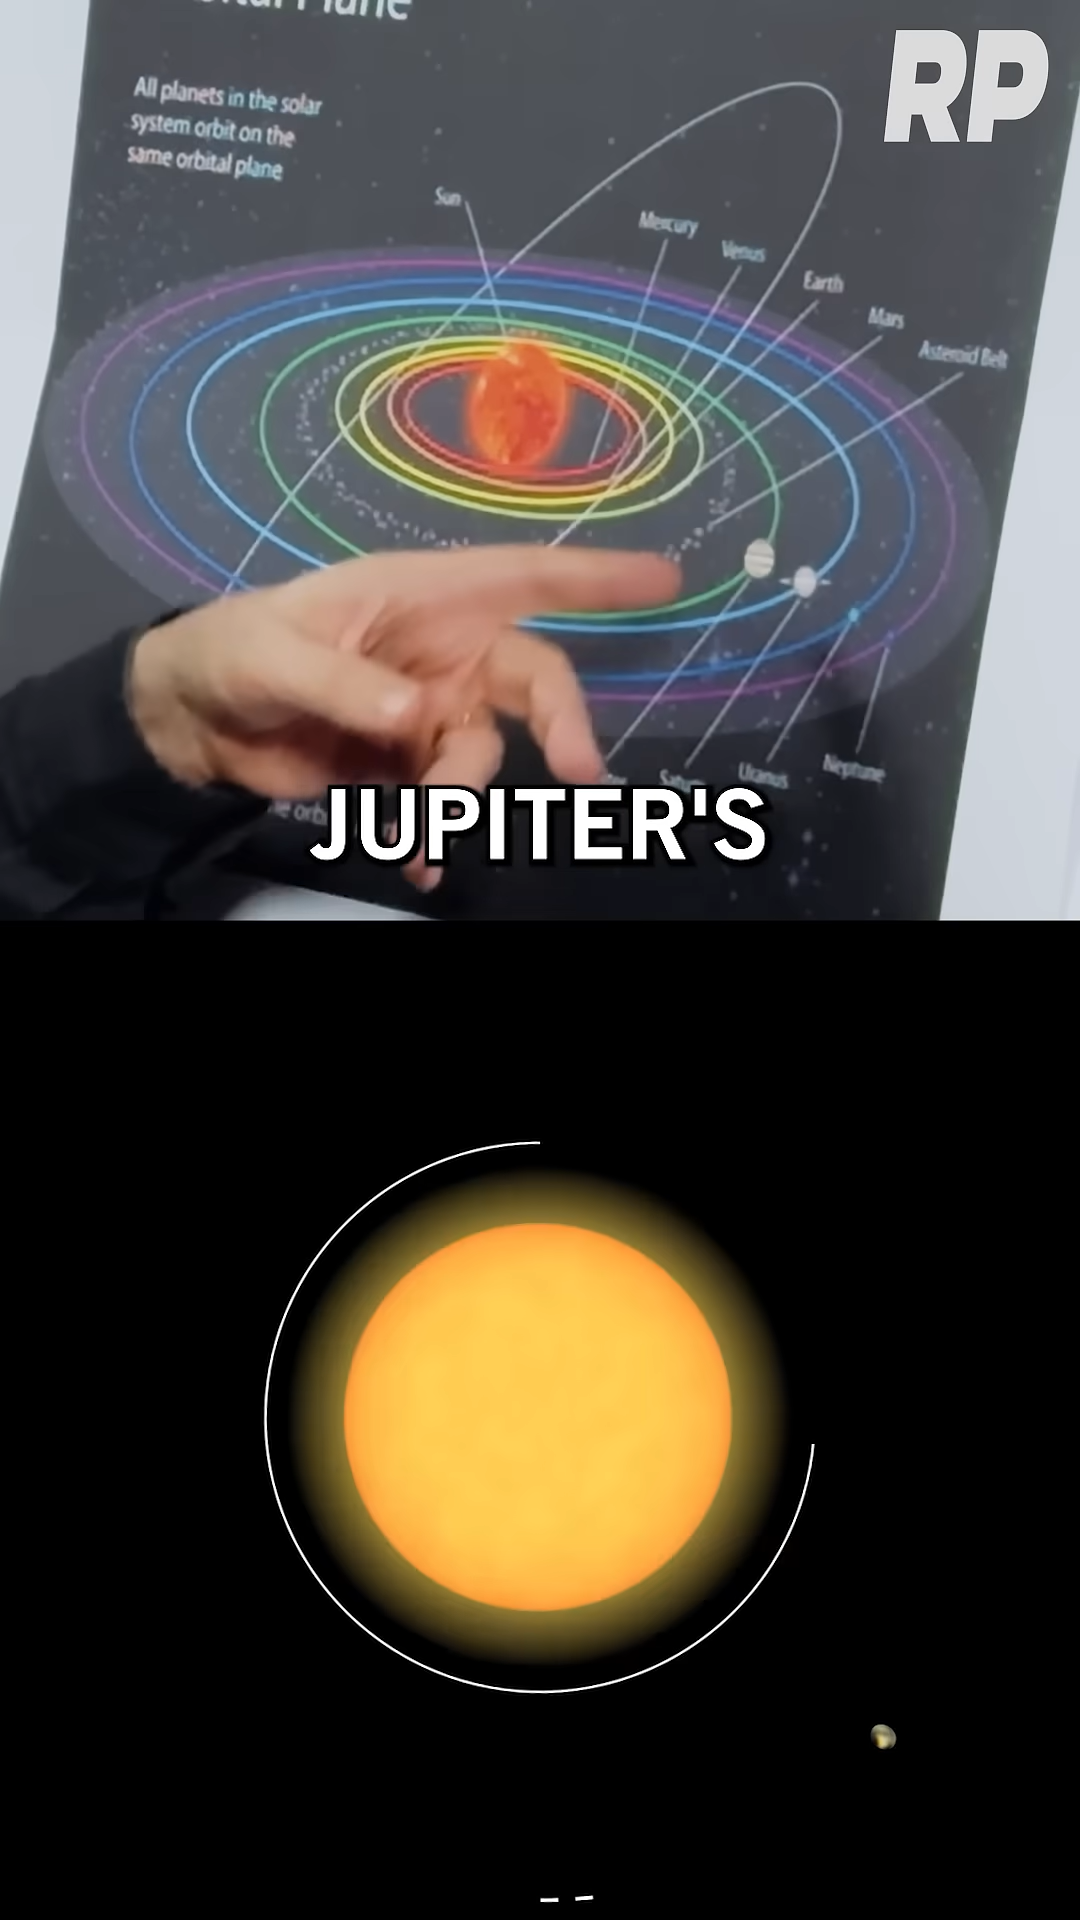 RP
All planets in the solar
system orbit on the
same orbital plane
Sun
Mercury
Venus
Earth
Mars
Asteroid Belt
Saturn
Uranus
Neptune
JUPITER'S